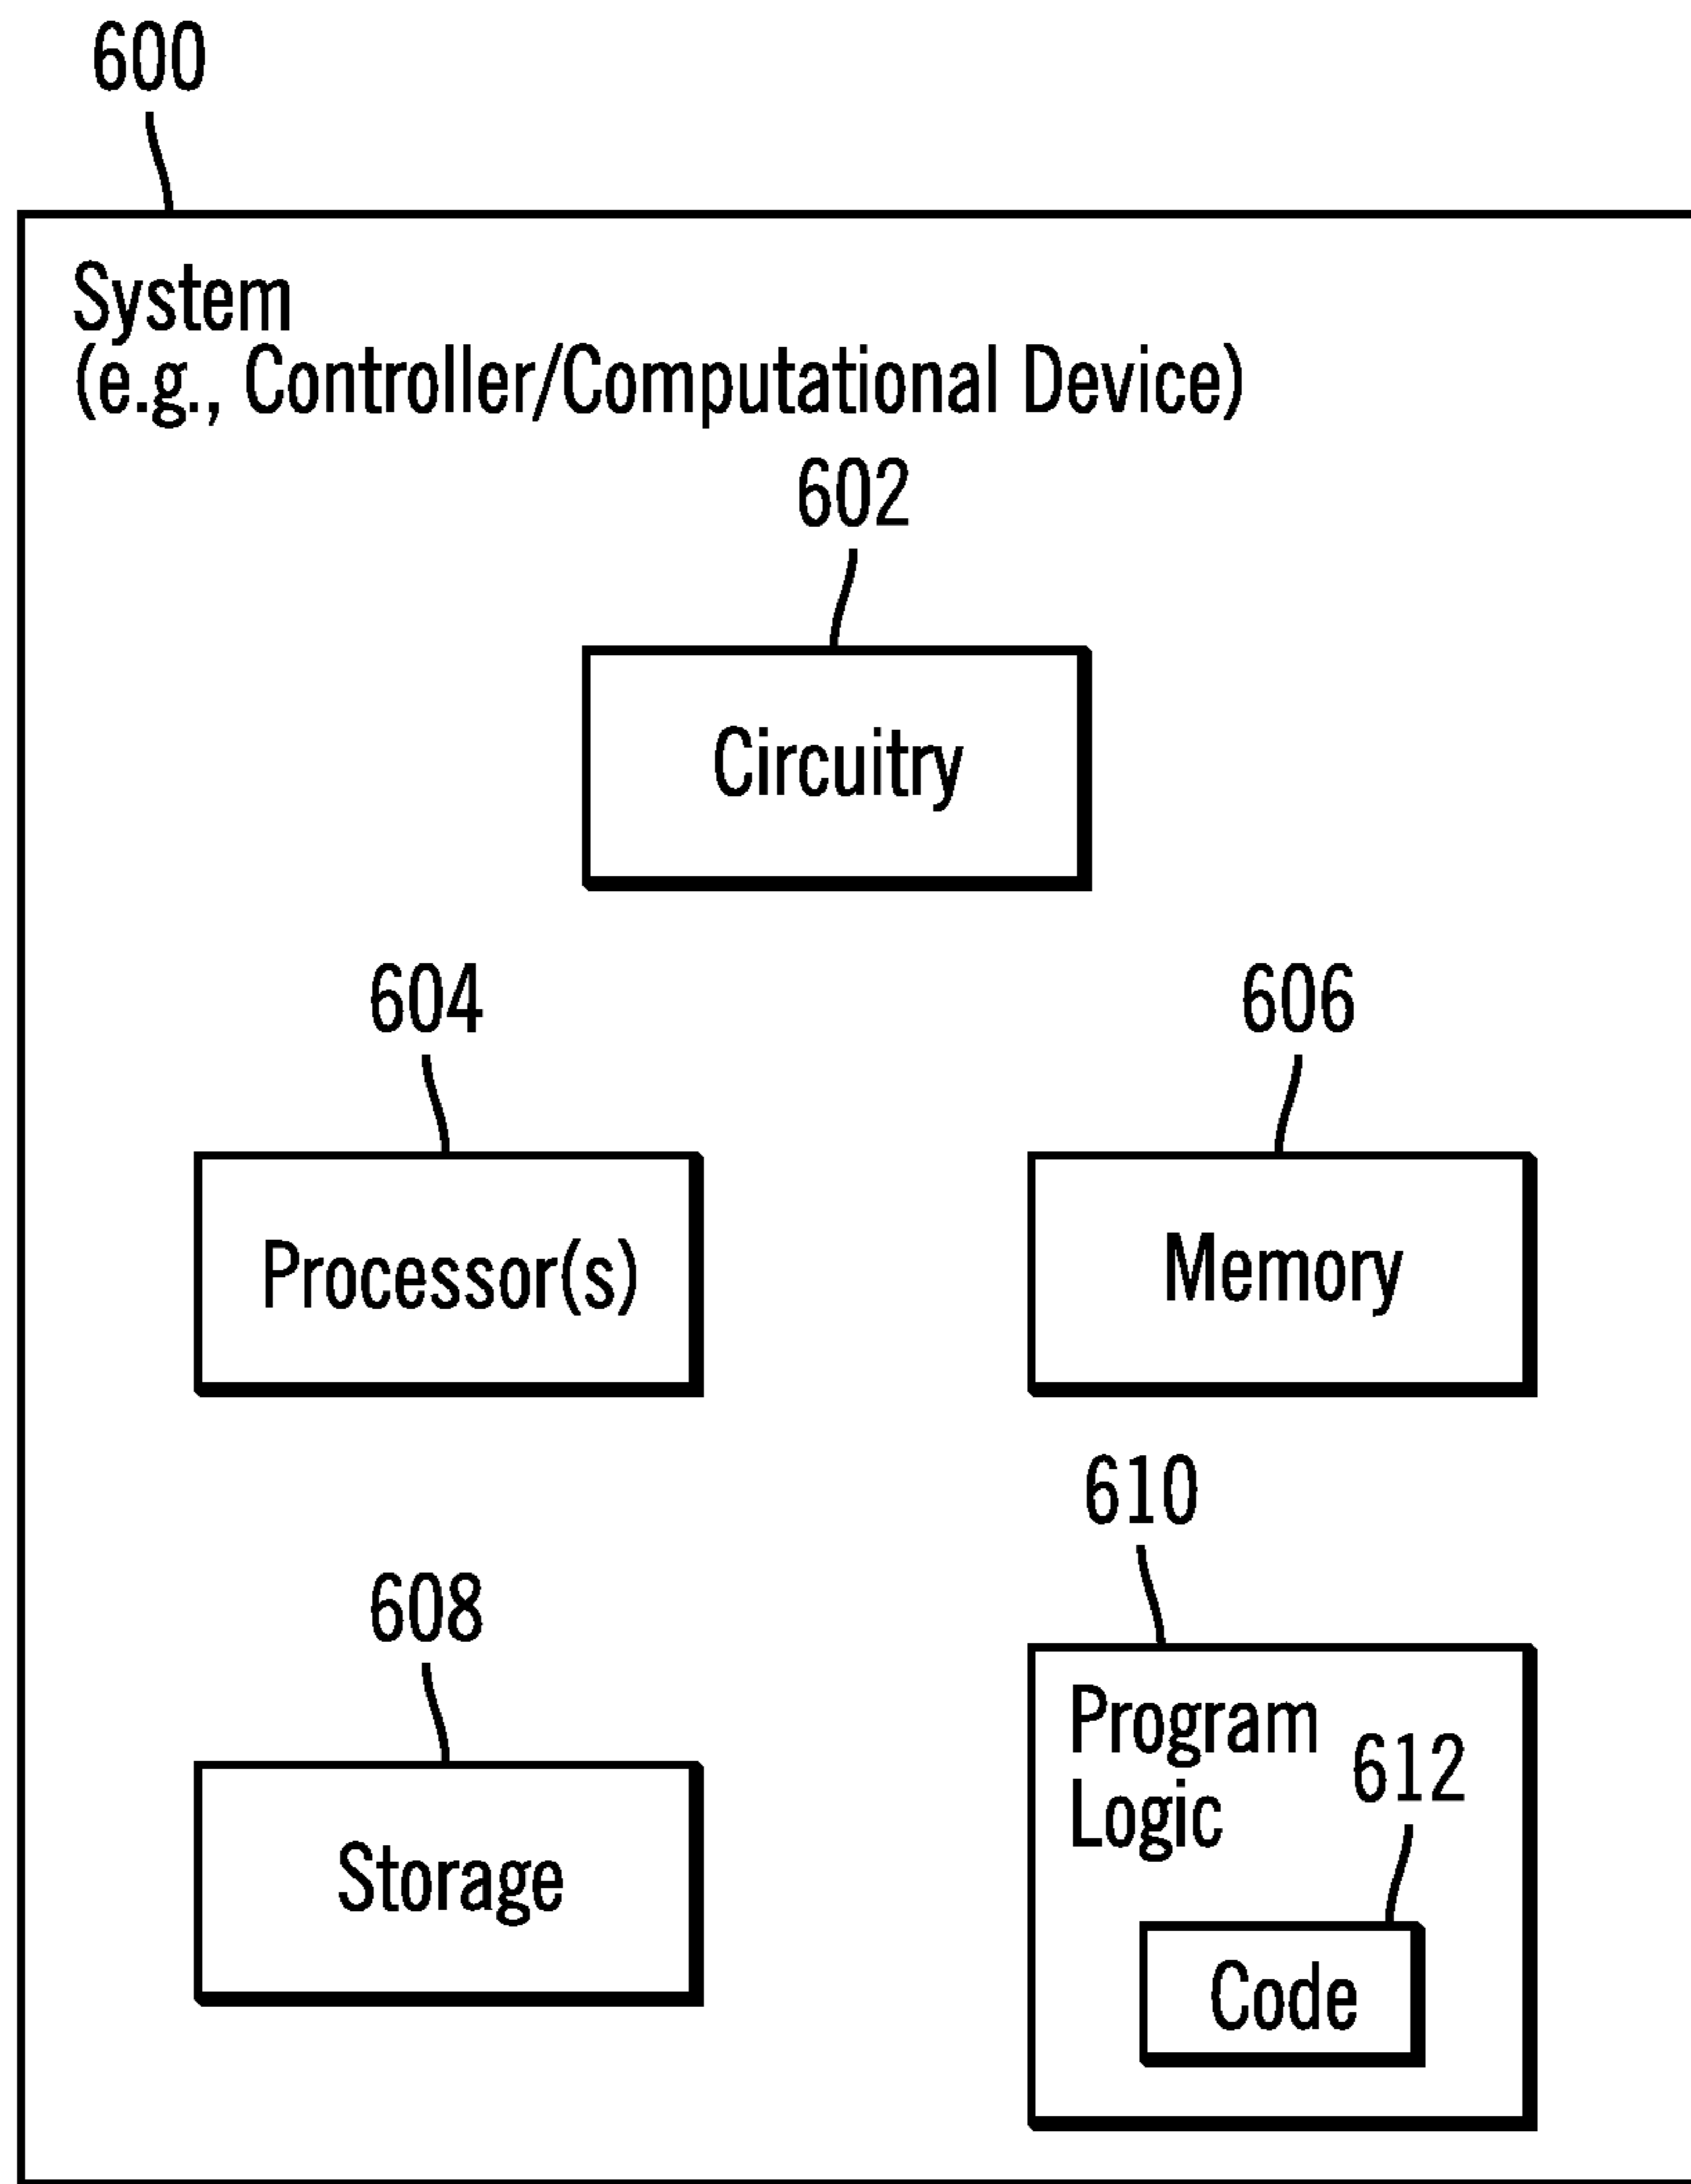 600
System
(e.g., Controller/Computational Device)
602
Circuitry
604
606
Processor(s)
Memory
610
608
Program
Logic
612
Storage
Code